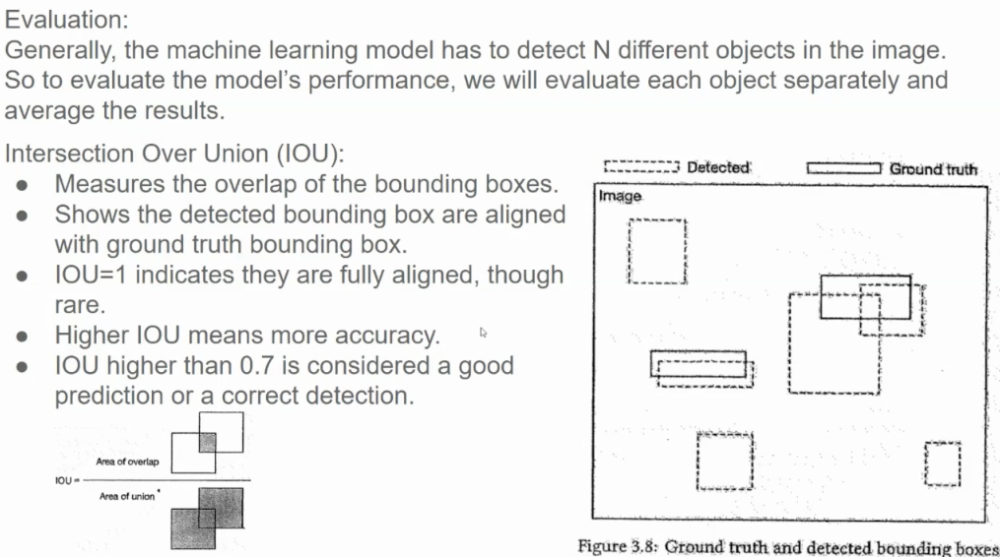 Evaluation:
Generally, the machine learning model has to detect N different objects in the image.
So to evaluate the model's performance, we will evaluate each object separately and
average the results.
Intersection Over Union (IOU):
● Measures the overlap of the bounding boxes.
● Shows the detected bounding box are aligned
with ground truth bounding box.
● IOU=1 indicates they are fully aligned, though
rare.
● Higher IOU means more accuracy.
● IOU higher than 0.7 is considered a good
prediction or a correct detection.
Area of overlap
IOU =
Area of union
Detected
Ground truth
Image
Figure 3.8: Ground truth and detected bounding boxes